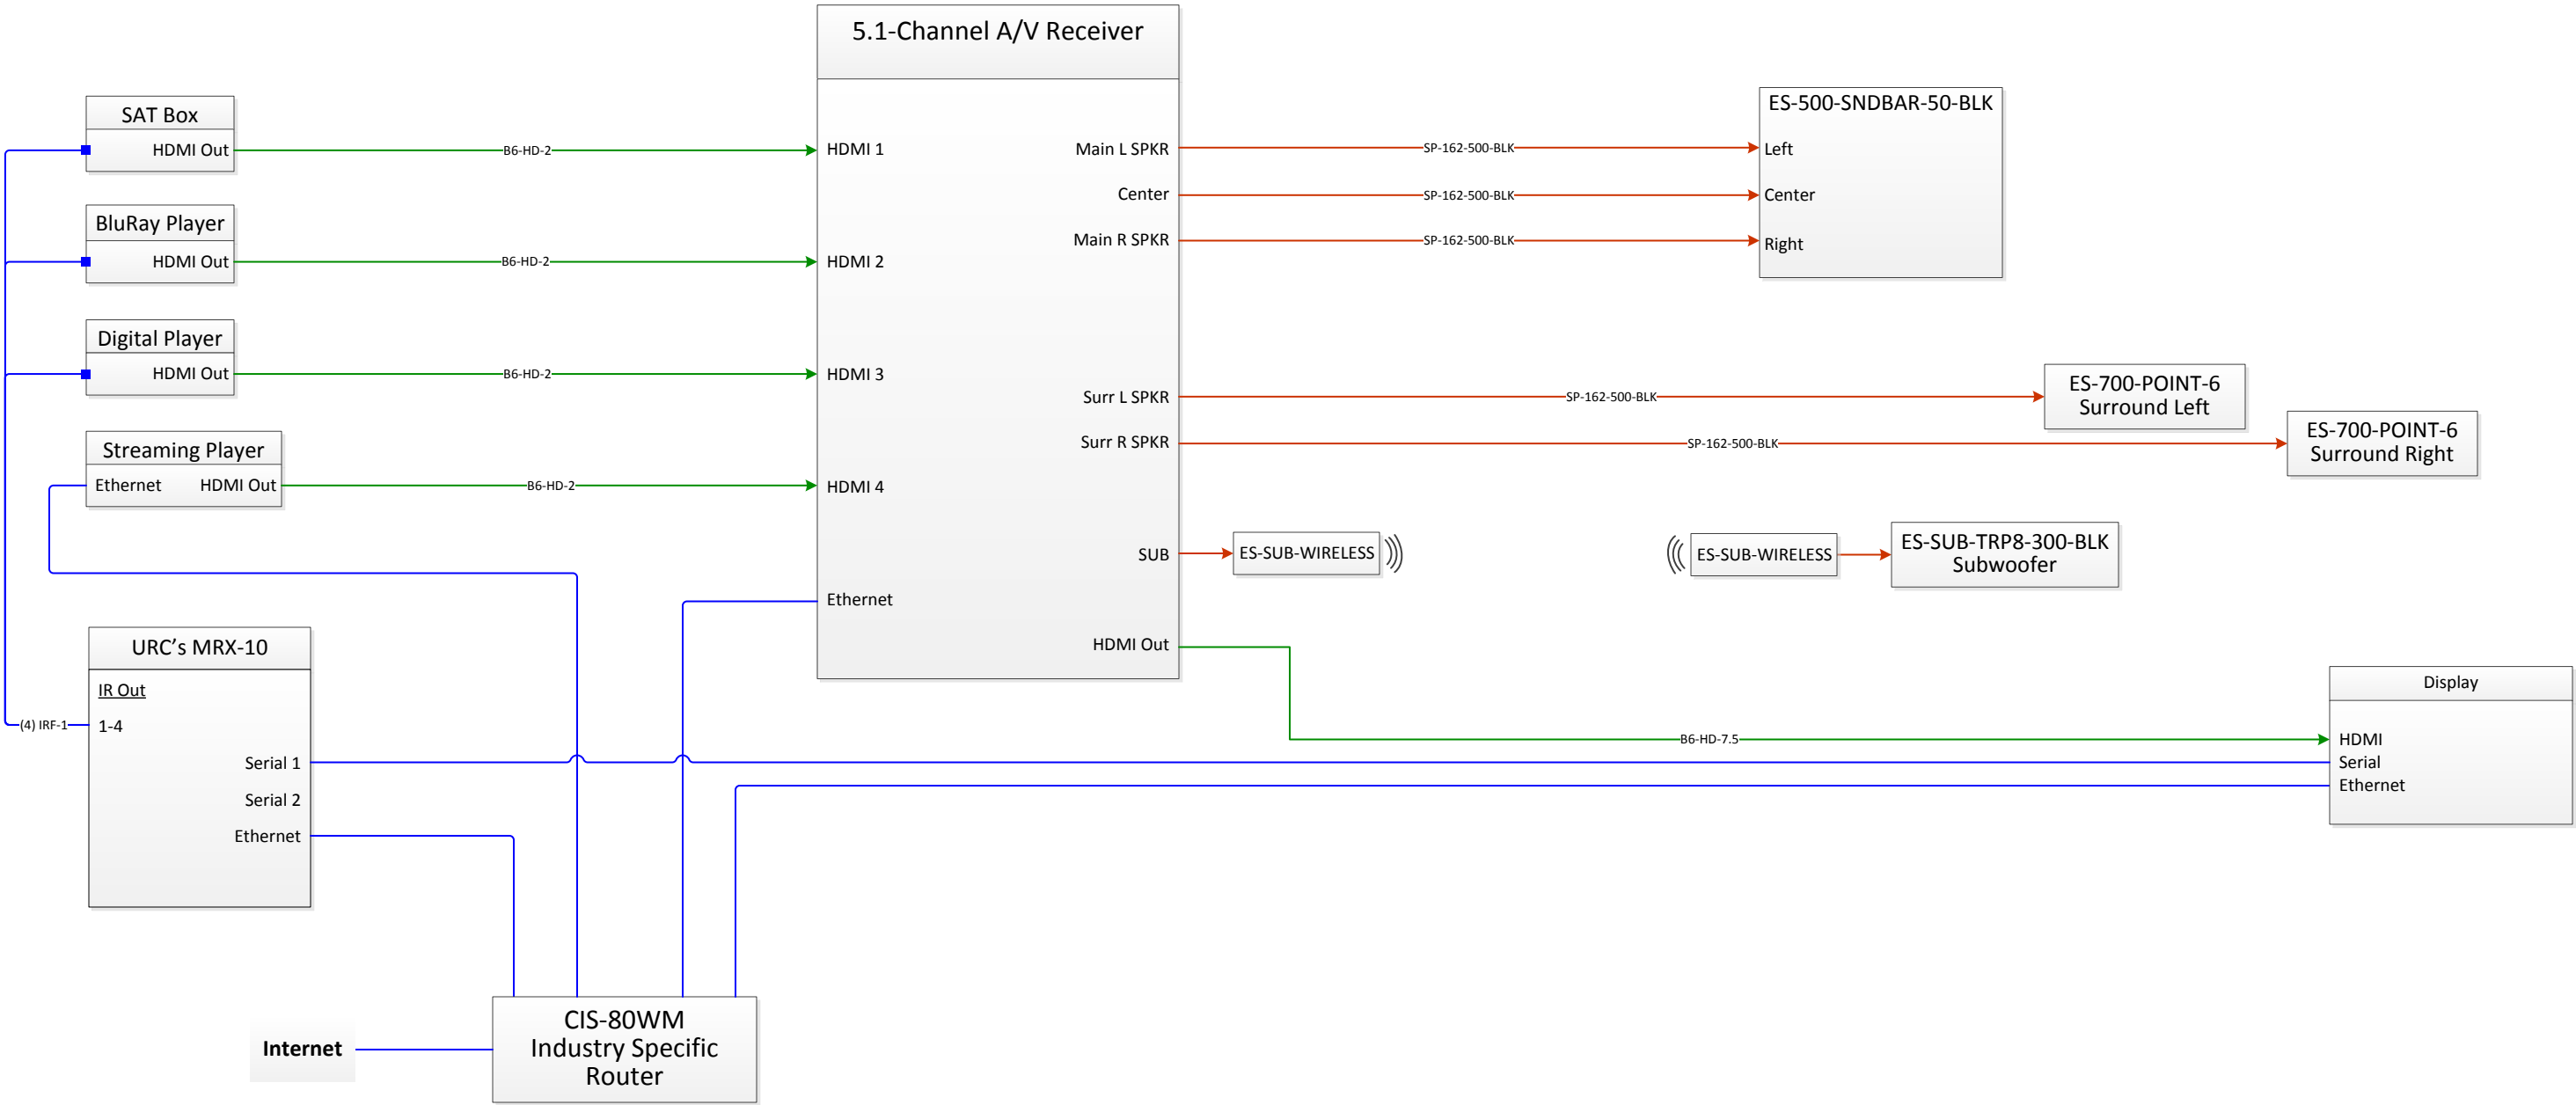 5.1-Channel A/V Receiver
SAT Box
HDMI Out
B6-HD-2
HDMI 1
BluRay Player
HDMI Out
B6-HD-2
HDMI 2
Digital Player
HDMI Out
B6-HD-2
HDMI 3
Streaming Player
Ethernet HDMI Out
B6-HD-2
HDMI 4
Ethernet
Main L SPKR
SP-162-500-BLK
Center
SP-162-500-BLK
Main R SPKR
SP-162-500-BLK
ES-500-SNDBAR-50-BLK
Left
Center
Right
Surr L SPKR
SP-162-500-BLK
ES-700-POINT-6
Surround Left
Surr R SPKR
SP-162-500-BLK
ES-700-POINT-6
Surround Right
SUB
ES-SUB-WIRELESS
ES-SUB-WIRELESS
ES-SUB-TRP8-300-BLK
Subwoofer
HDMI Out
B6-HD-7.5
Display
HDMI
Serial
Ethernet
URC’s MRX-10
IR Out
(4) IRF-1
1-4
Serial 1
Serial 2
Ethernet
Internet
CIS-80WM
Industry Specific
Router